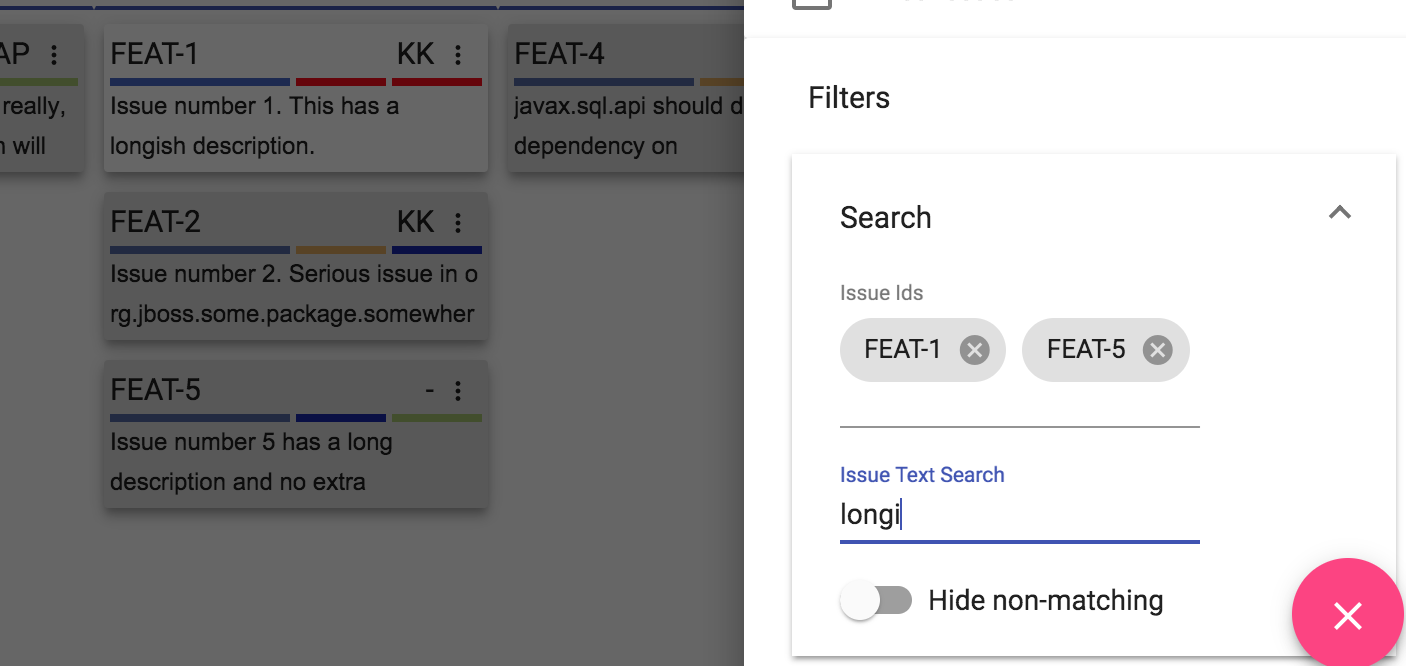 AP
really,
will
FEAT-1 KK
Issue number 1. This has a
longish description.
FEAT-2 KK
Issue number 2. Serious issue in o
rg.jboss.some.package.somewher
FEAT-5 -
Issue number 5 has a long
description and no extra
FEAT-4
javax.sql.api should d
dependency on
Filters
Search
Issue Ids
FEAT-1 FEAT-5
Issue Text Search
longi
Hide non-matching